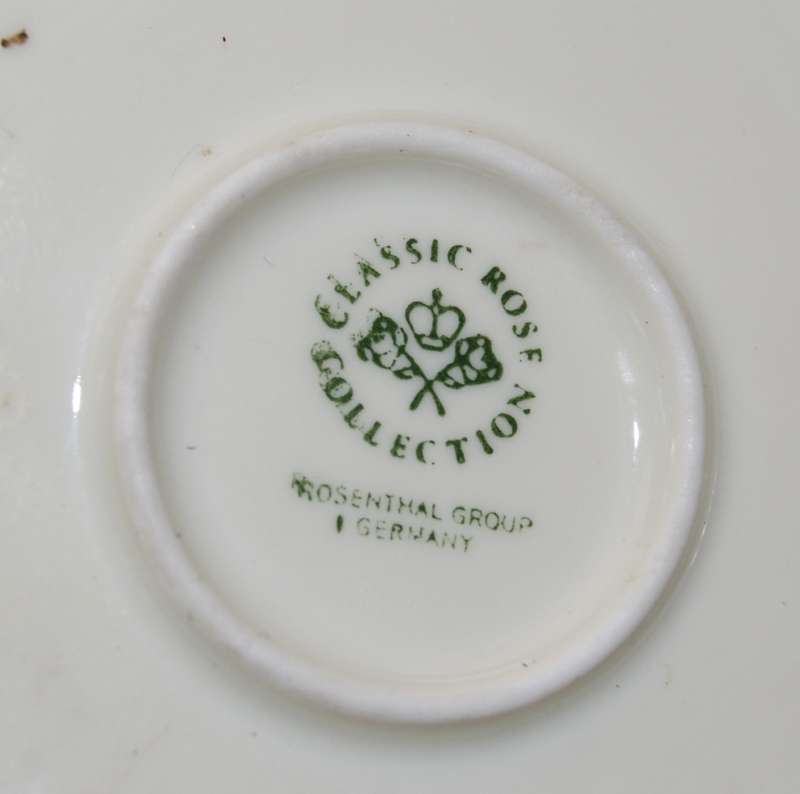 CLASSIC ROSE
COLLECTION
ROSENTHAL GROUP
GERMANY